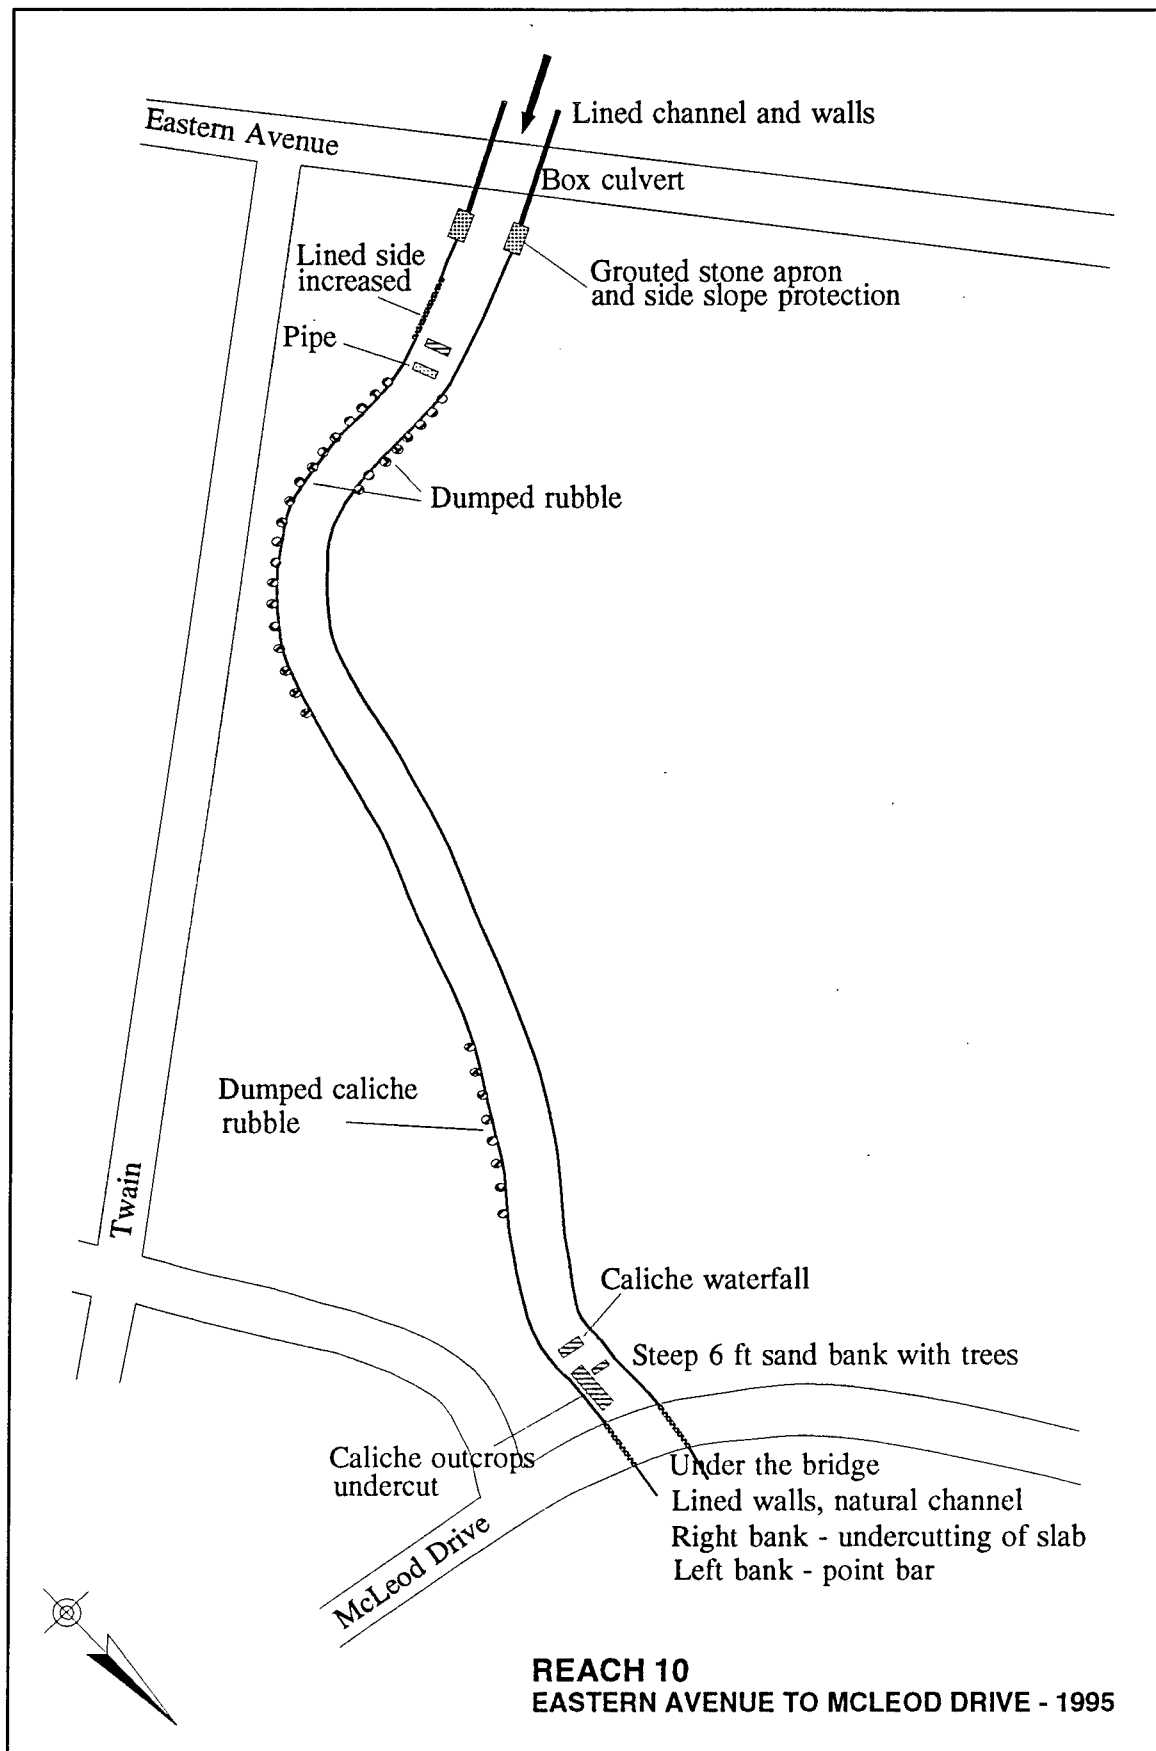 Lined channel and walls
Eastern Avenue
Box culvert
Lined side
increased
Grouted stone apron
and side slope protection
Pipe
Dumped rubble
Dumped caliche
rubble
Twain
Caliche waterfall
Steep 6 ft sand bank with trees
Caliche outcrops
undercut
Under the bridge
Lined walls, natural channel
Right bank - undercutting of slab
Left bank - point bar
McLeod Drive
REACH 10
EASTERN AVENUE TO MCLEOD DRIVE - 1995